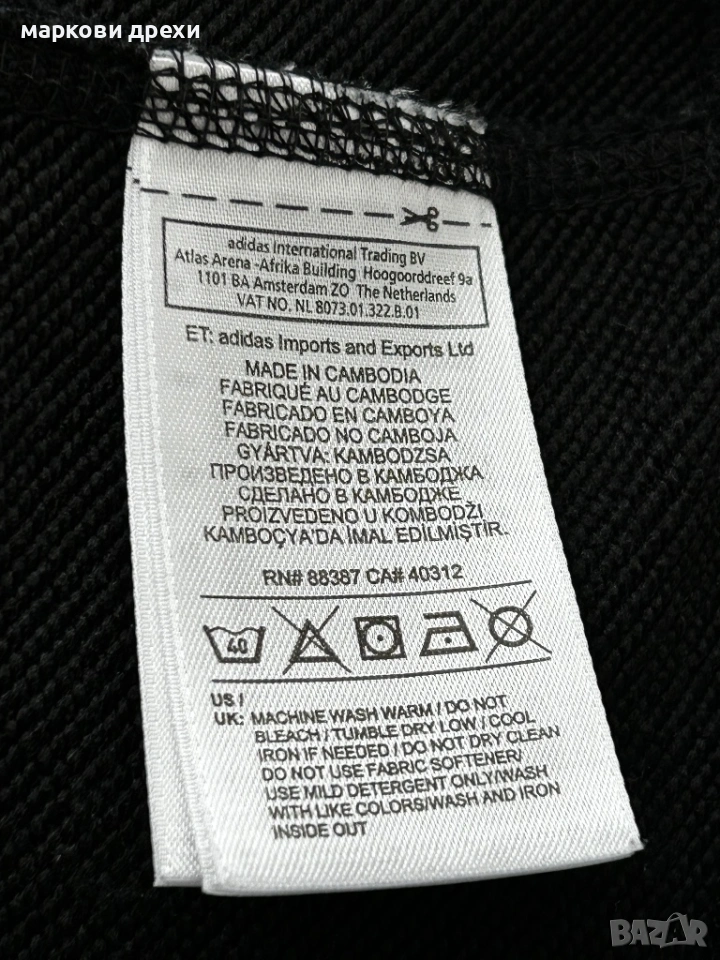 маркови дрехи
adidas International Trading BV
Atlas Arena -Afrika Building Hoogoorddreef 9a
1101 BA Amsterdam ZO The Netherlands
VAT NO. NL 8073.01.322.B.01
ET: adidas Imports and Exports Ltd
MADE IN CAMBODIA
FABRIQUÉ AU CAMBODGE
FABRICADO EN CAMBOYA
FABRICADO NO CAMBOJA
GYÁRTVA: KAMBODZSA
ПРОИЗВЕДЕНО В КАМБОДЖА
СДЕЛАНО В КАМБОДЖЕ
PROIZVEDENO U KOMBODŽI
KAMBOÇYA'DA İMAL EDİLMİŞTİR.
RN# 88387 CA# 40312
40
US /
UK: MACHINE WASH WARM / DO NOT
BLEACH / TUMBLE DRY LOW / COOL
IRON IF NEEDED / DO NOT DRY CLEAN
DO NOT USE FABRIC SOFTENER/
USE MILD DETERGENT ONLY/WASH
WITH LIKE COLORS/WASH AND IRON
INSIDE OUT
BAZAR